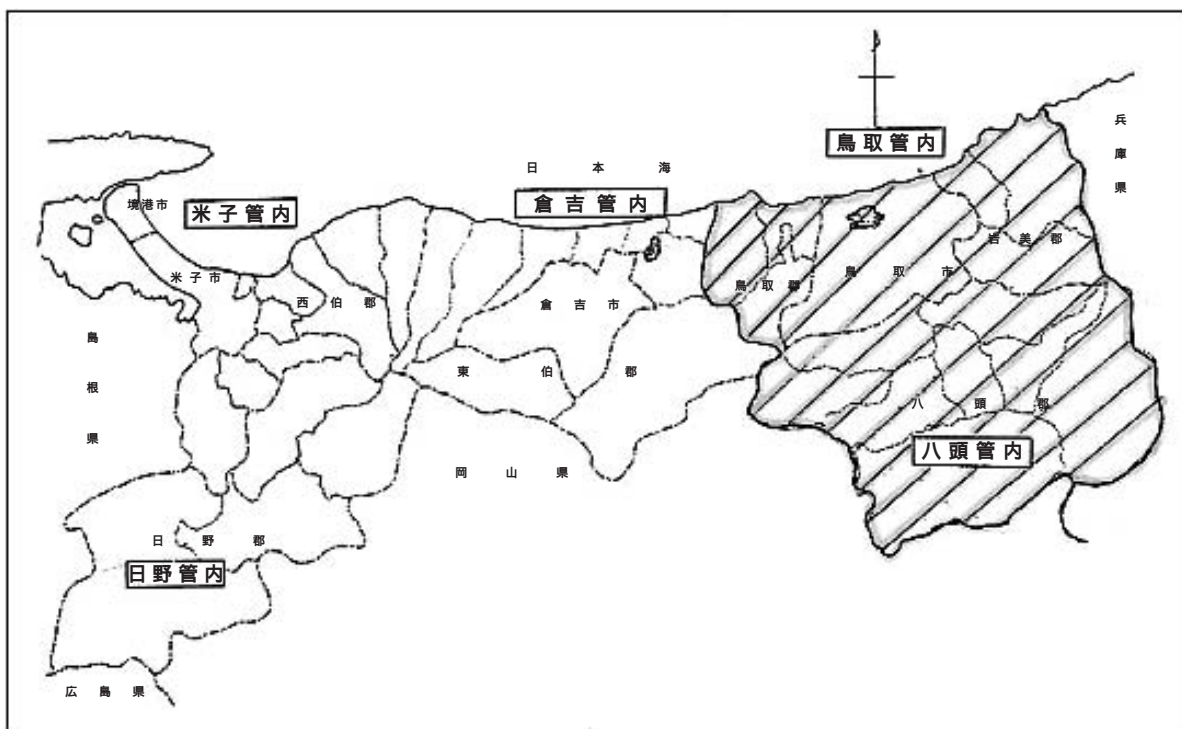 兵庫県
鳥取管内
日本海
倉吉管内
境港市
米子管内
岩美郡
米子市
鳥取市
鳥取郡
西伯郡
倉吉市
島根県
東伯郡
八頭郡
八頭管内
岡山県
日野郡
日野管内
広島県